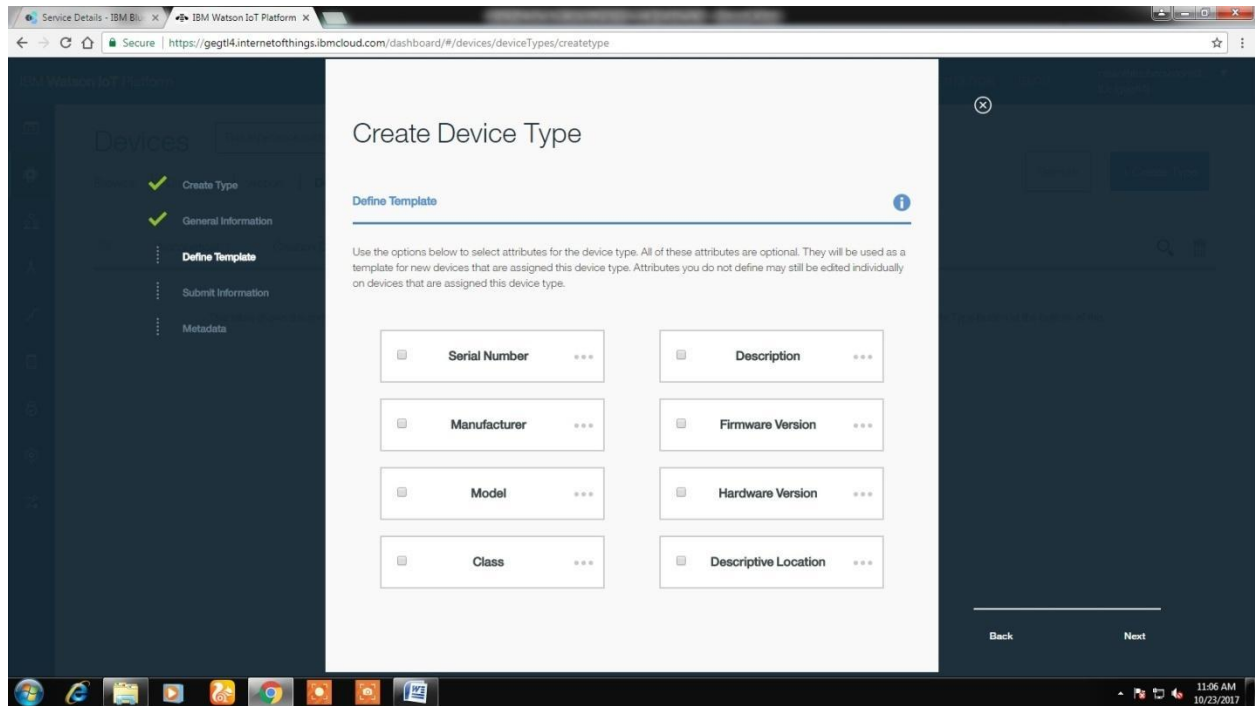 Service Details - IBM Blu
IBM Watson IoT Platform
Secure
https://gegtl4.internetofthings.ibmcloud.com/dashboard/#/devices/deviceTypes/createtype
IBM Watson IoT Platform
Devices
Create Type
General Information
Define Template
Submit Information
Metadata
Create Device Type
Define Template
Use the options below to select attributes for the device type. All of these attributes are optional. They will be used as a
template for new devices that are assigned this device type. Attributes you do not define may still be edited individually
on devices that are assigned this device type.
Serial Number
Description
Manufacturer
Firmware Version
Model
Hardware Version
Class
Descriptive Location
Back
Next
11:06 AM
10/23/2017